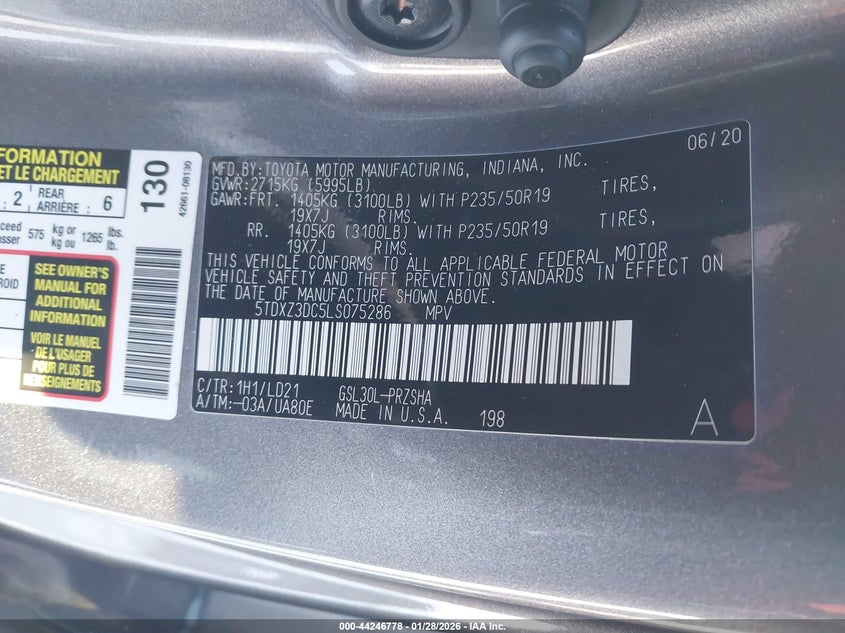 FORMATION
ET LE CHARGEMENT
: 2 REAR ARRIÈRE : 6
575 kg or kg ou 1265 lbs. lb.
SEE OWNER'S
MANUAL FOR
ADDITIONAL
INFORMATION
VOIR LE MANUEL
DE L'USAGER
POUR PLUS DE
RENSEIGNEMENTS
130
42661-08130
06/20
MFD.BY:TOYOTA MOTOR MANUFACTURING, INDIANA, INC.
GVWR:2715KG (5995LB)
GAWR:FRT. 1405KG (3100LB) WITH P235/50R19 TIRES,
19X7J RIMS.
RR. 1405KG (3100LB) WITH P235/50R19 TIRES,
19X7J RIMS.
THIS VEHICLE CONFORMS TO ALL APPLICABLE FEDERAL MOTOR
VEHICLE SAFETY AND THEFT PREVENTION STANDARDS IN EFFECT ON
THE DATE OF MANUFACTURE SHOWN ABOVE.
5TDXZ3DC5LS075286 MPV
C/TR:1H1/LD21 GSL30L-PRZSHA
A/TM:-03A/UA80E MADE IN U.S.A. 198
A
000-44246778 - 01/28/2026 - IAA Inc.